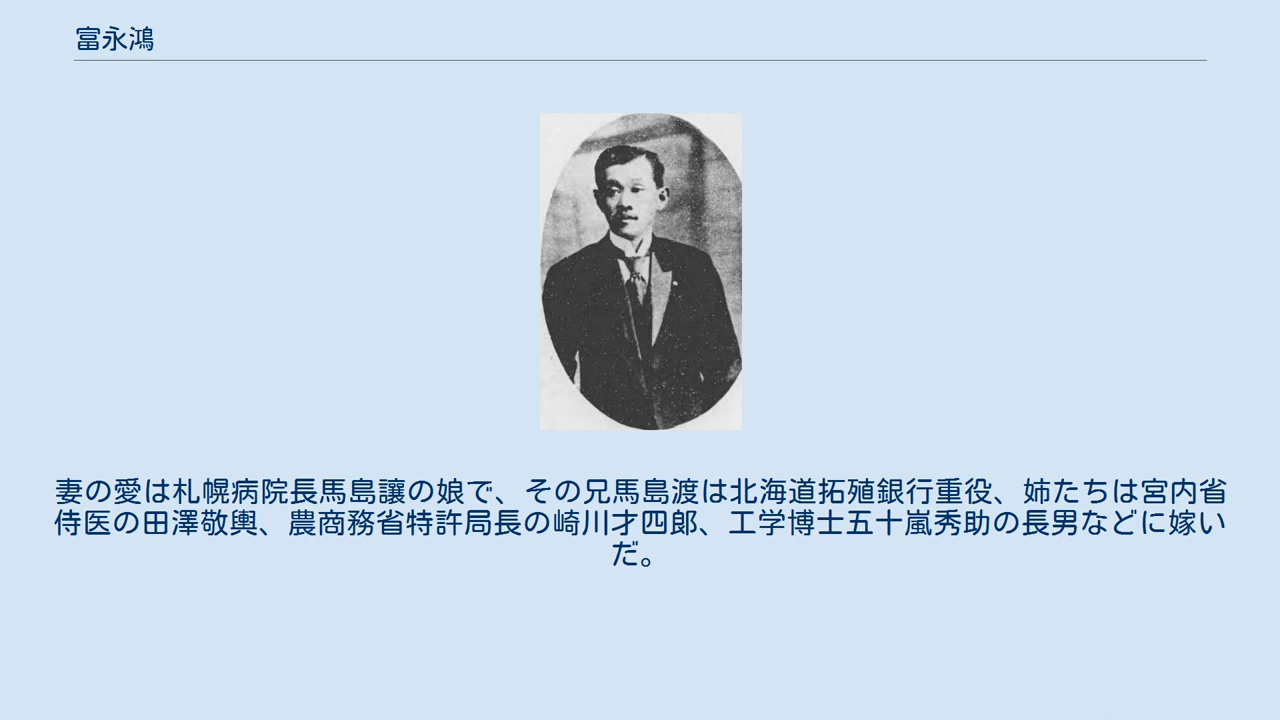 富永鴻
妻の愛は札幌病院長馬島讓の娘で、その兄馬島渡は北海道拓殖銀行重役、姉たちは宮内省
侍医の田澤敬輿、農商務省特許局長の崎川才四郞、工学博士五十嵐秀助の長男などに嫁い
だ。